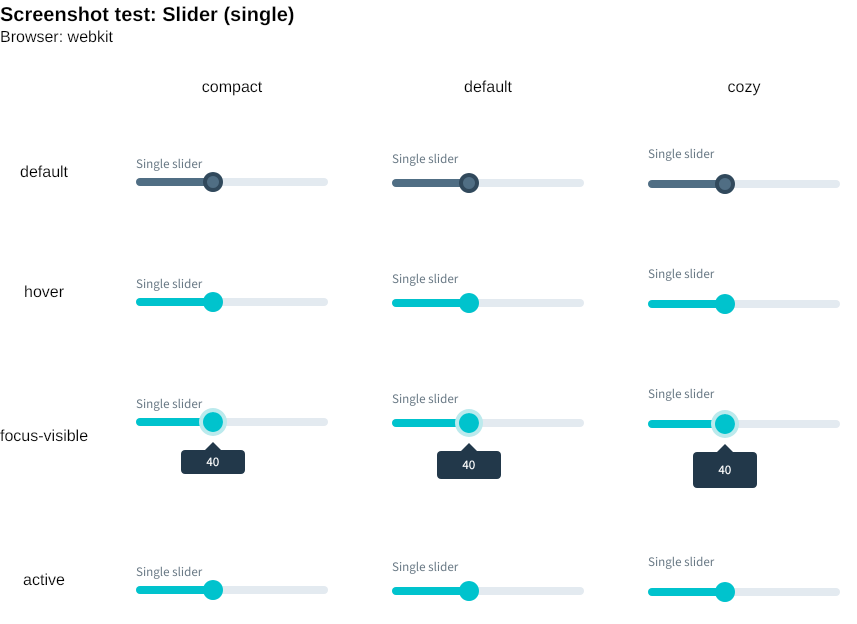 Screenshot test: Slider (single)
Browser: webkit
compact default cozy
default Single slider Single slider Single slider
hover Single slider Single slider Single slider
focus-visible Single slider Single slider Single slider
40 40 40
active Single slider Single slider Single slider